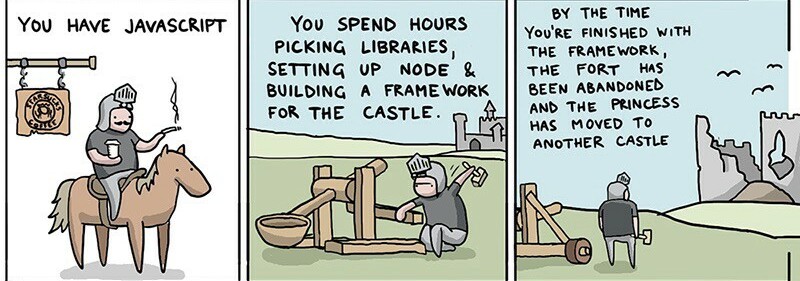 YOU HAVE JAVASCRIPT
STARBUCKS
COFFEE
YOU SPEND HOURS
PICKING LIBRARIES,
SETTING UP NODE &
BUILDING A FRAMEWORK
FOR THE CASTLE.
BY THE TIME
YOU'RE FINISHED WITH
THE FRAMEWORK,
THE FORT HAS
BEEN ABANDONED
AND THE PRINCESS
HAS MOVED TO
ANOTHER CASTLE